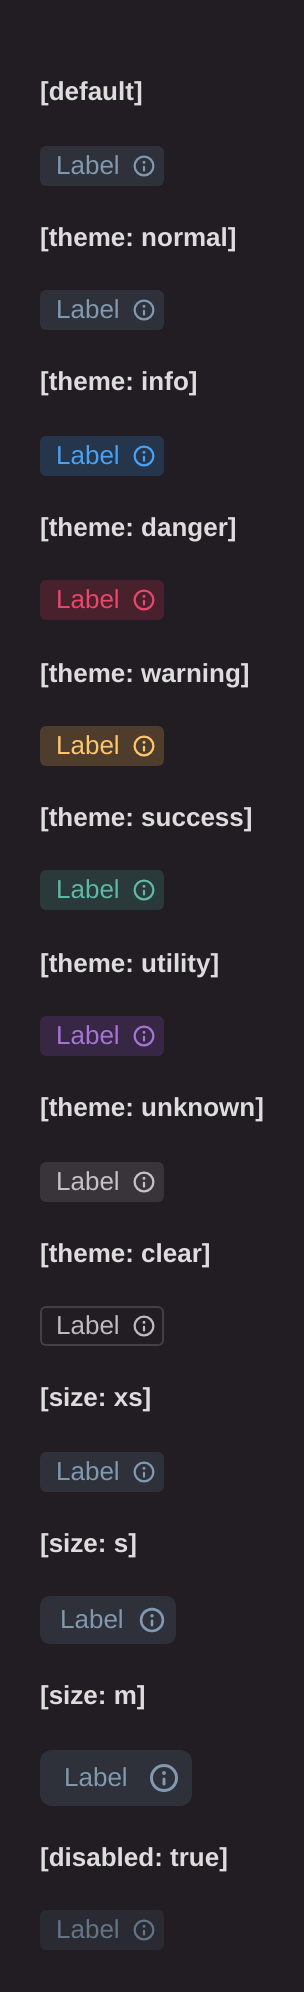 [default]
Label
[theme: normal]
Label
[theme: info]
Label
[theme: danger]
Label
[theme: warning]
Label
[theme: success]
Label
[theme: utility]
Label
[theme: unknown]
Label
[theme: clear]
Label
[size: xs]
Label
[size: s]
Label
[size: m]
Label
[disabled: true]
Label